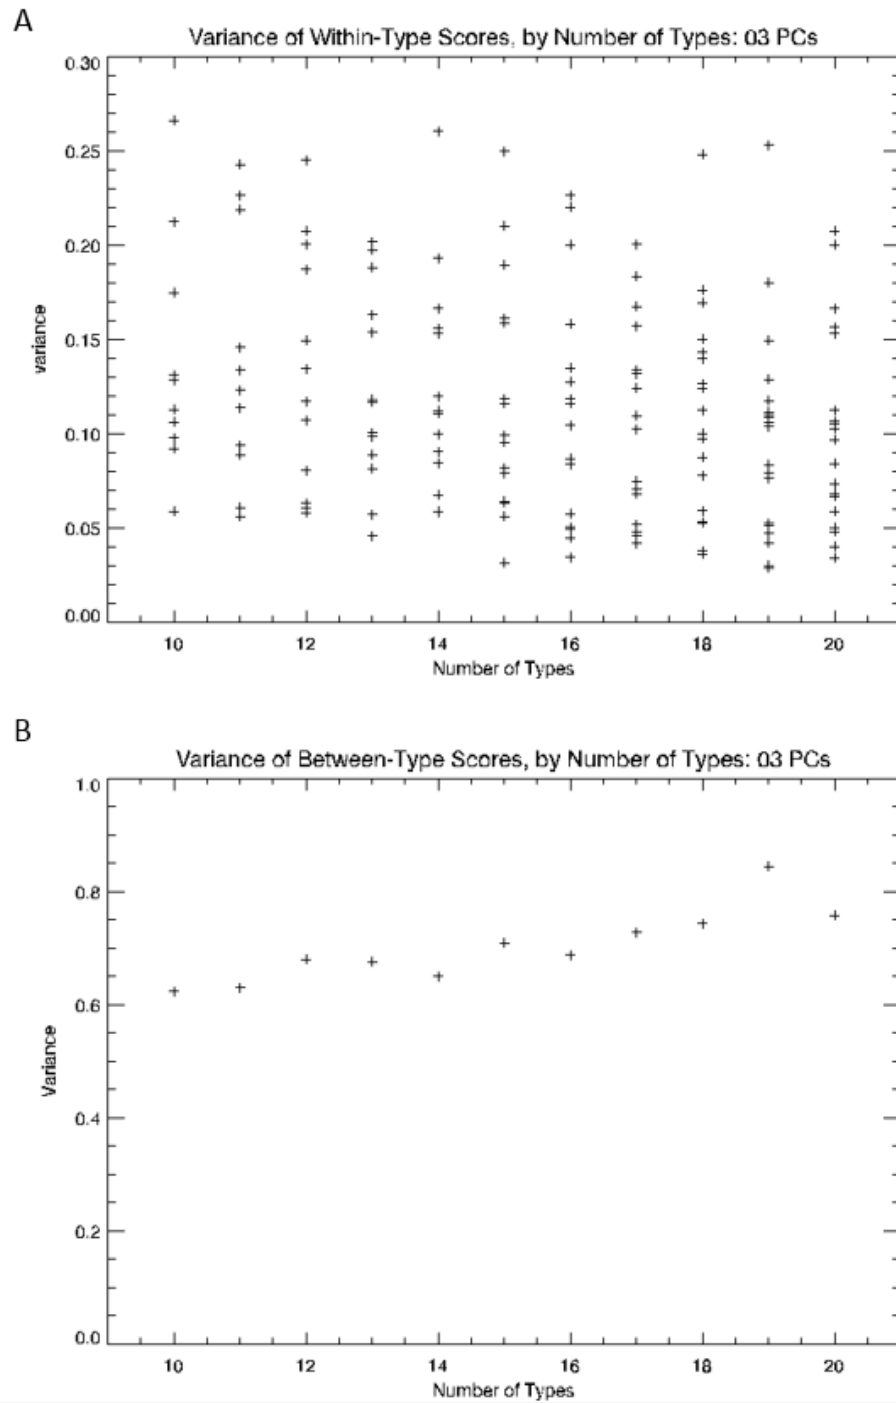 A
Variance of Within-Type Scores, by Number of Types: 03 PCs
0.30
0.25
0.20
0.15
0.10
0.05
0.00
variance
10 12 14 16 18 20
Number of Types
B
Variance of Between-Type Scores, by Number of Types: 03 PCs
1.0
0.8
0.6
0.4
0.2
0.0
Variance
10 12 14 16 18 20
Number of Types